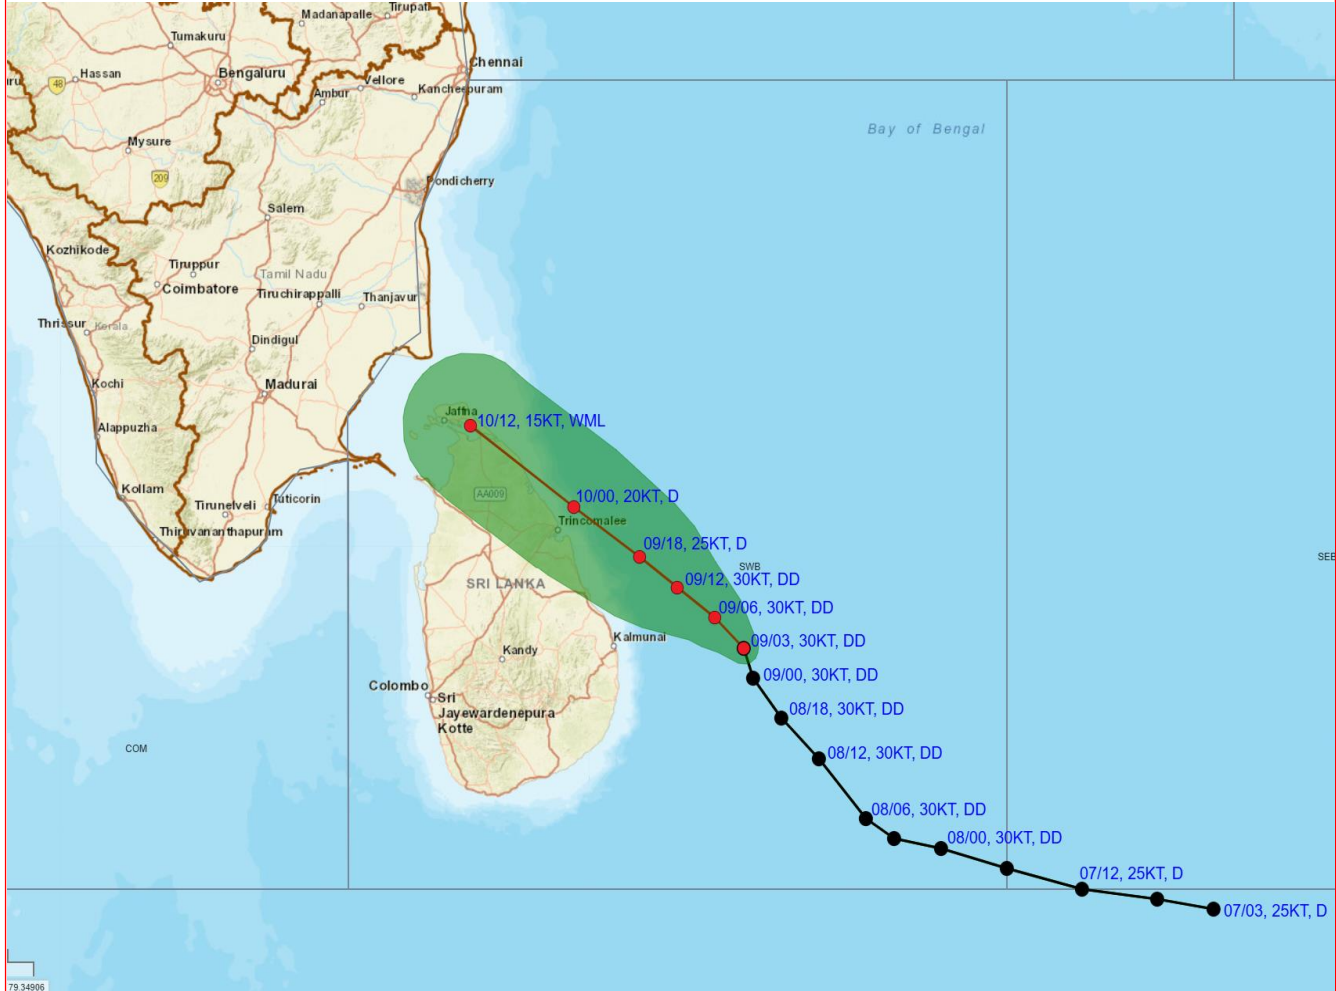 Madanapalle
Tirupati
Tumakuru
Chennai
Hassan
48
Bengaluru
Vellore
Kancheepuram
Ambur
Bay of Bengal
Mysure
209
Pondicherry
Salem
Kozhikode
Tiruppur
Coimbatore
Tamil Nadu
Tiruchirappalli
Thanjavur
Thrissur
Kerala
Dindigul
Kochi
Madurai
Jaffna
10/12, 15KT, WML
Alappuzha
Kollam
AA009
10/00, 20KT, D
Tirunelveli
Tuticorin
Trincomalee
Thiruvananthapuram
09/18, 25KT, D
SWB
SEB
SRI LANKA
09/12, 30KT, DD
09/06, 30KT, DD
Kalmunai
09/03, 30KT, DD
Kandy
09/00, 30KT, DD
Colombo
Sri
Jayewardenepura
Kotte
08/18, 30KT, DD
COM
08/12, 30KT, DD
08/06, 30KT, DD
08/00, 30KT, DD
07/12, 25KT, D
07/03, 25KT, D
79.34906